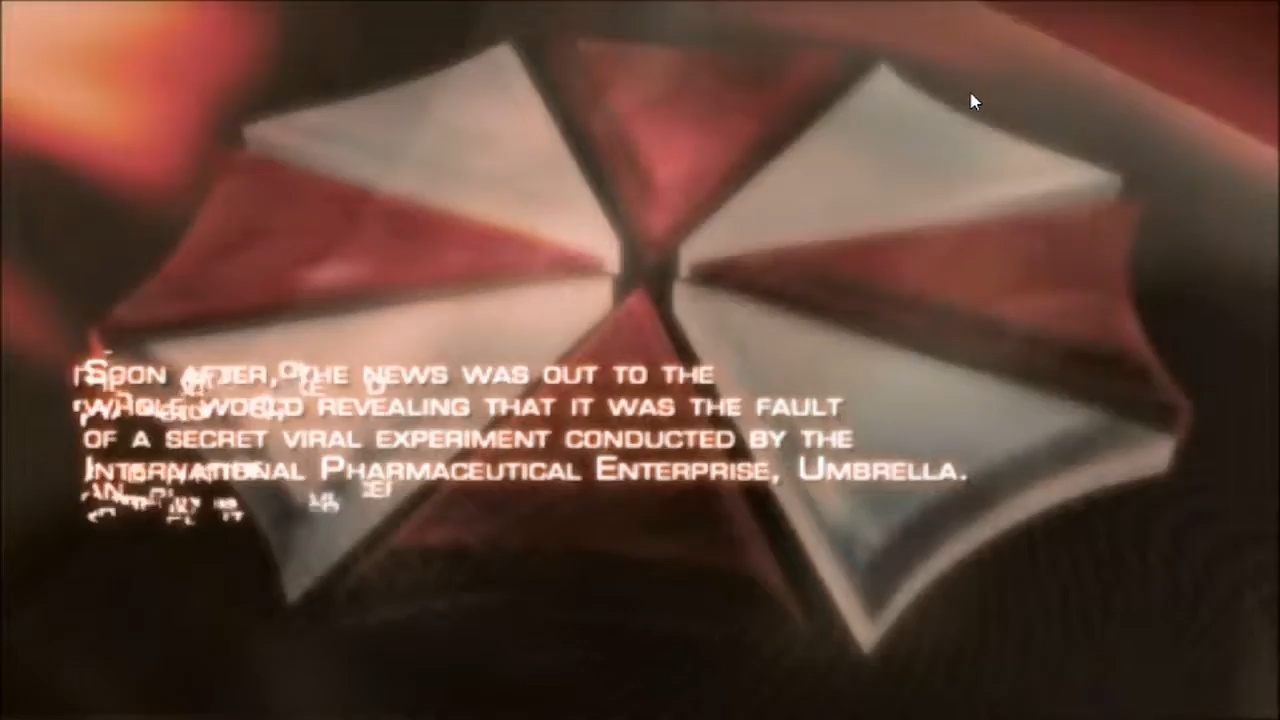 Soon after, the news was out to the
whole world revealing that it was the fault
of a secret viral experiment conducted by the
International Pharmaceutical Enterprise, Umbrella.